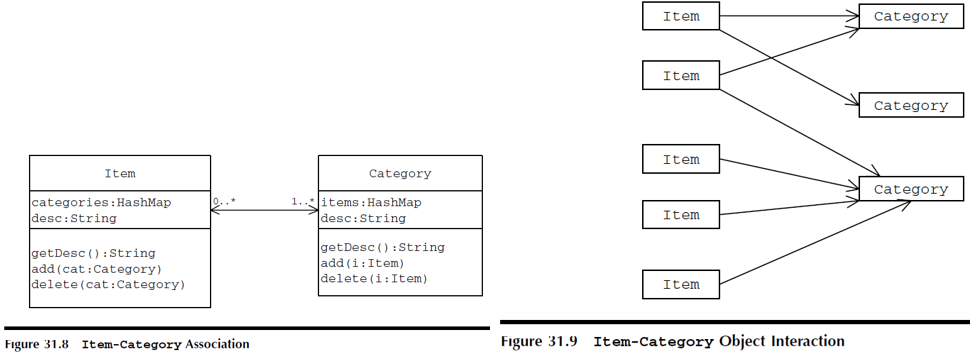 Item
categories:HashMap
desc:String
getDesc():String
add(cat:Category)
delete(cat:Category)
0..*
1..*
Category
items:HashMap
desc:String
getDesc():String
add(i:Item)
delete(i:Item)
Figure 31.8 Item-Category Association
Item
Category
Item
Category
Item
Category
Item
Item
Figure 31.9 Item-Category Object Interaction